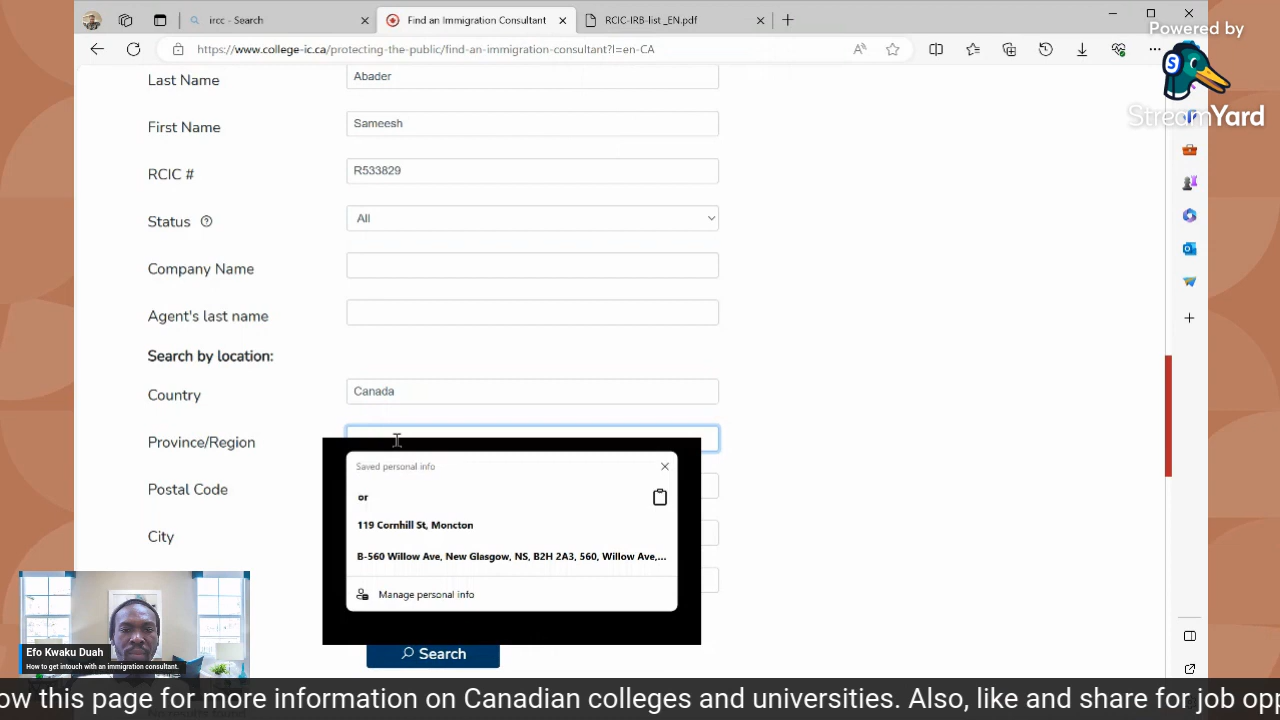 ircc - Search
Find an Immigration Consultant
RCIC-IRB-list _EN.pdf
https://www.college-ic.ca/protecting-the-public/find-an-immigration-consultant?l=en-CA
Powered by
StreamYard
Last Name
Abader
First Name
Sameesh
RCIC #
R533829
Status
All
Company Name
Agent's last name
Search by location:
Country
Canada
Province/Region
Postal Code
City
Saved personal info
or
119 Cornhill St, Moncton
B-560 Willow Ave, New Glasgow, NS, B2H 2A3, 560, Willow Ave,...
Manage personal info
Search
Efo Kwaku Duah
How to get intouch with an immigration consultant.
ow this page for more information on Canadian colleges and universities. Also, like and share for job opp